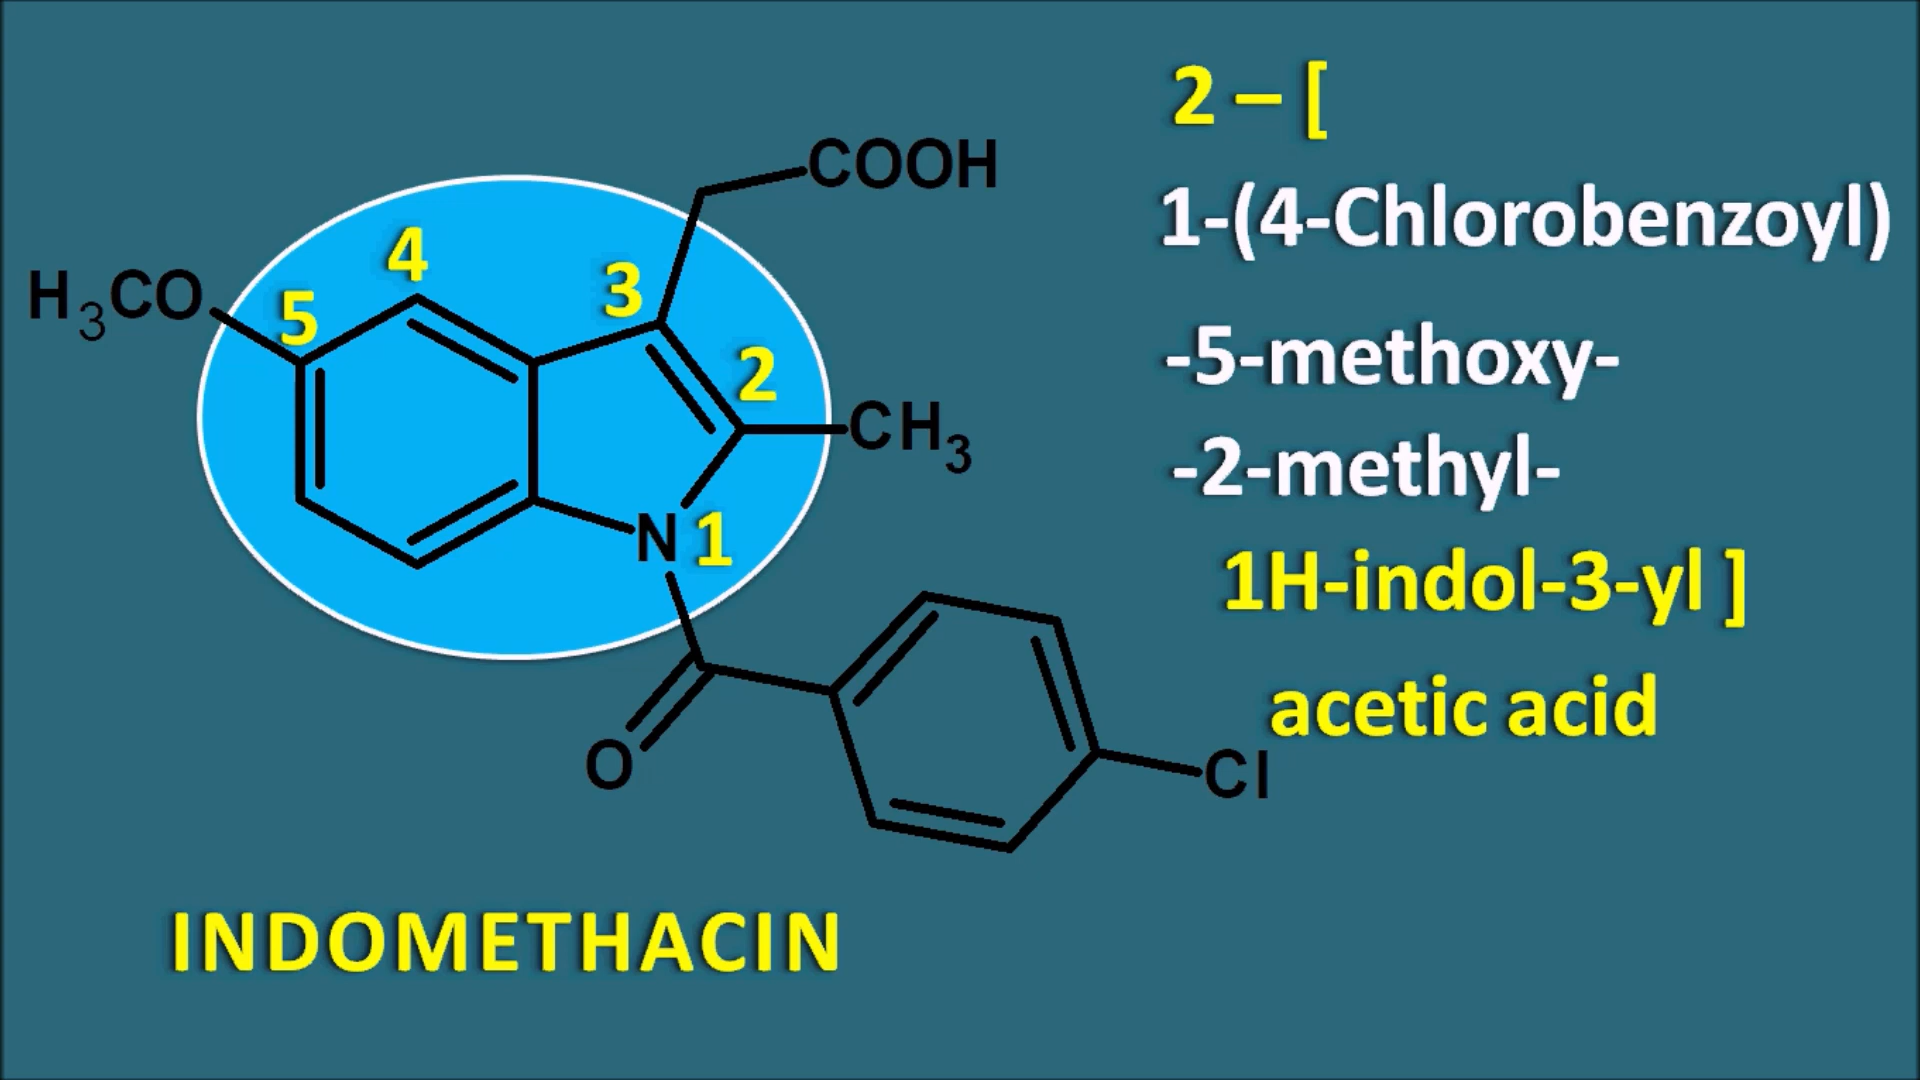 2 – [
1-(4-Chlorobenzoyl)
-5-methoxy-
-2-methyl-
1H-indol-3-yl ]
acetic acid
COOH
4
3
H3CO
5
2
CH3
N 1
O
Cl
INDOMETHACIN